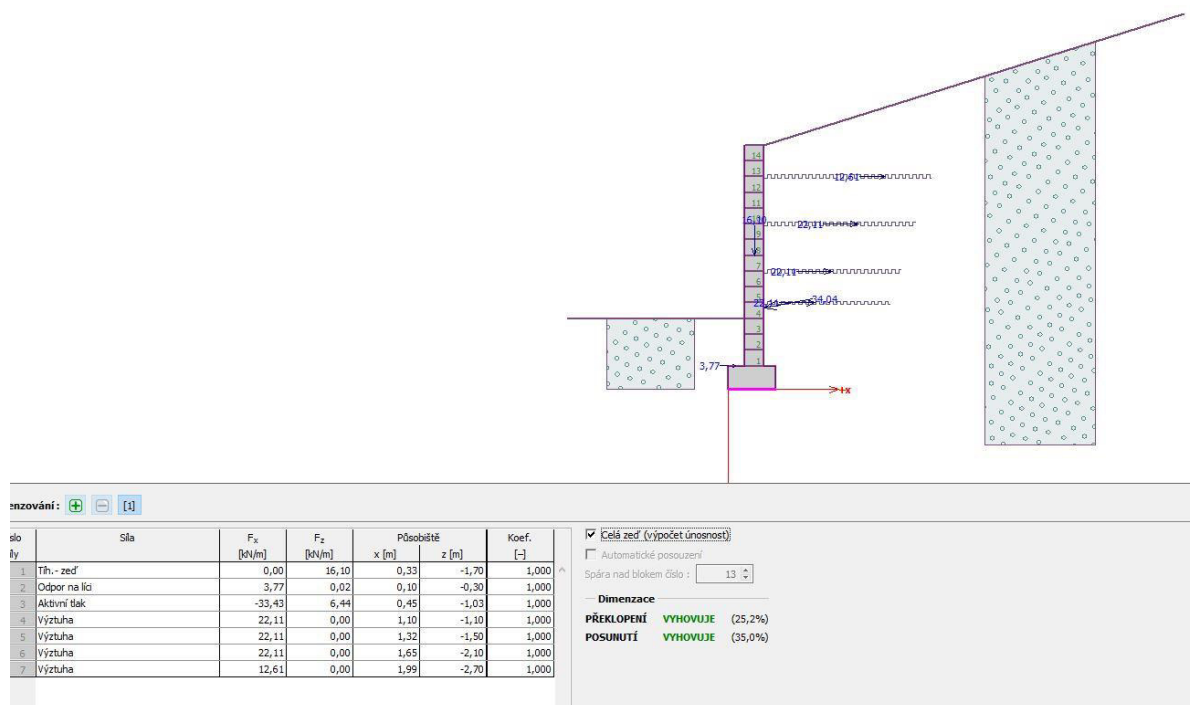 14
13
12,61
12
11
16,10
22,11
9
8
7
22,11
6
5
34,04
4
3
2
3,77
1
+x
enzování : [1]
slo Síla Fx Fz Působiště Koef.
ly [kN/m] [kN/m] x [m] z [m] [–]
1 Tíh.- zeď 0,00 16,10 0,33 -1,70 1,000
2 Odpor na líci 3,77 0,02 0,10 -0,30 1,000
3 Aktivní tlak -33,43 6,44 0,45 -1,03 1,000
4 Výztuha 22,11 0,00 1,10 -1,10 1,000
5 Výztuha 22,11 0,00 1,32 -1,50 1,000
6 Výztuha 22,11 0,00 1,65 -2,10 1,000
7 Výztuha 12,61 0,00 1,99 -2,70 1,000
Celá zeď (výpočet únosnost)
Automatické posouzení
Spára nad blokem číslo : 13
Dimenzace
PŘEKLOPENÍ VYHOVUJE (25,2%)
POSUNUTÍ VYHOVUJE (35,0%)